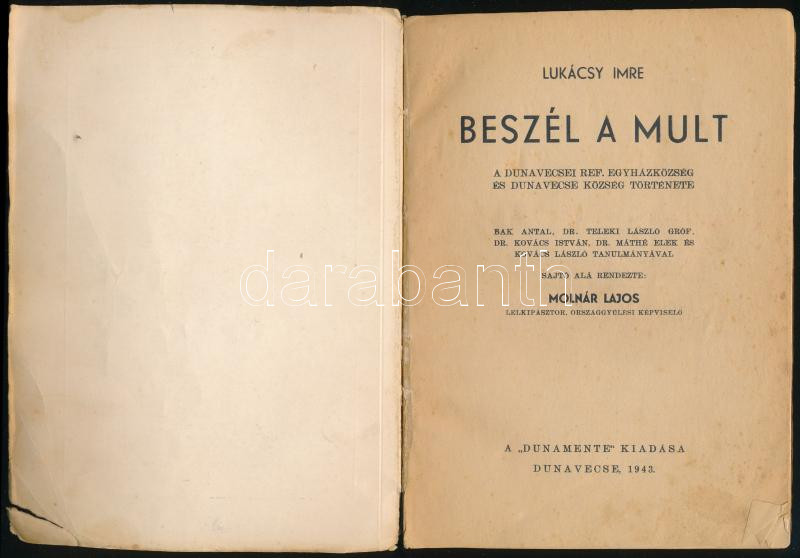 LUKÁCSY IMRE
BESZÉL A MULT
A DUNAVECSEI REF. EGYHÁZKÖZSÉG
ÉS DUNAVECSE KÖZSÉG TÖRTÉNETE
BAK ANTAL, DR. TELEKI LÁSZLÓ GRÓF,
DR. KOVÁCS ISTVÁN, DR. MÁTHÉ ELEK ÉS
KOVÁCS LÁSZLÓ TANULMÁNYÁVAL
SAJTÓ ALÁ RENDEZTE:
darabanth
MOLNÁR LAJOS
LELKIPÁSZTOR, ORSZÁGGYŰLÉSI KÉPVISELŐ
A „DUNAMENTE" KIADÁSA
DUNAVECSE, 1943.